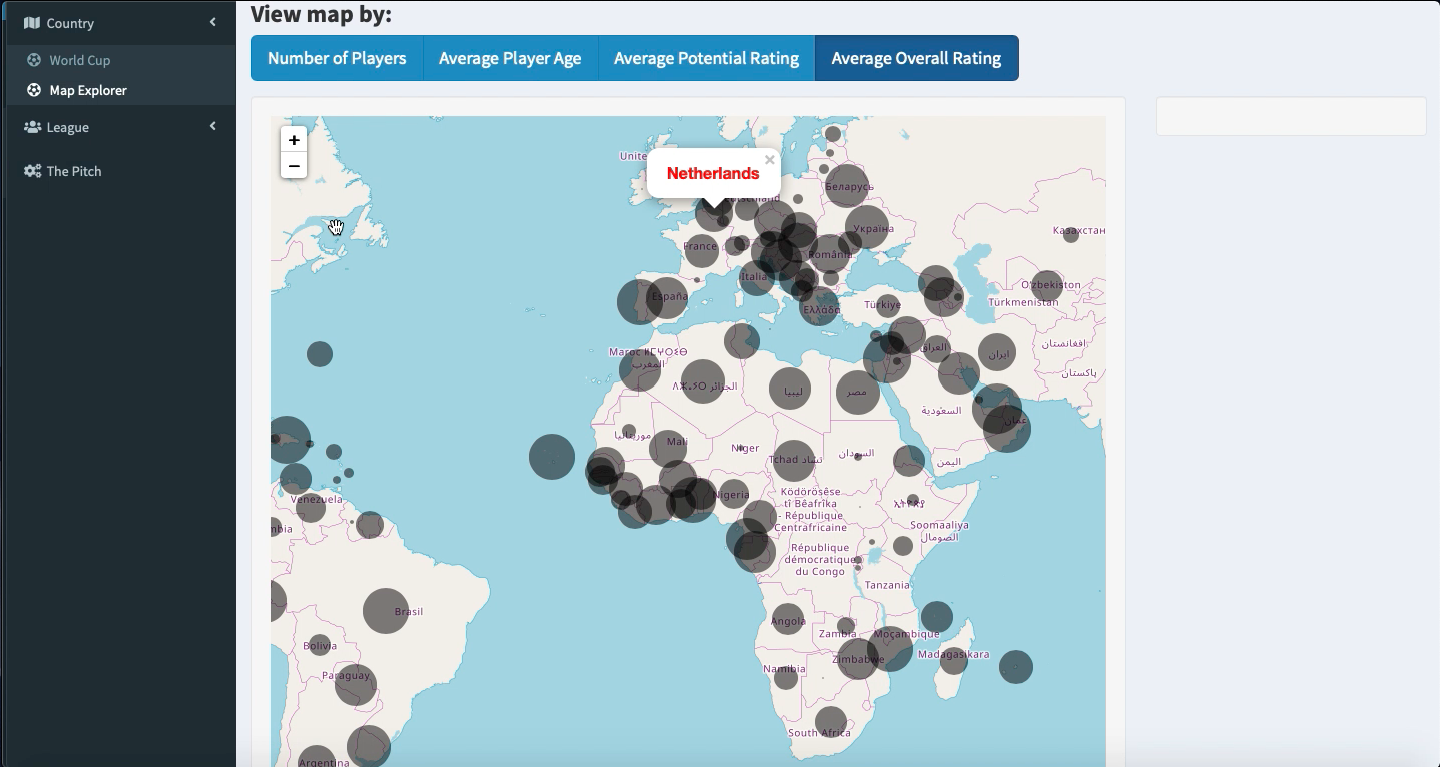 Country
World Cup
Map Explorer
League
The Pitch
View map by:
Number of Players
Average Player Age
Average Potential Rating
Average Overall Rating
+
−
Unite
Netherlands
×
Беларусь
Україна
France
România
Italia
España
Ελλάδα
Türkiye
Казахстан
O'zbekiston
Türkmenistan
افغانستان
پاکستان
ایران
العراق
السعودية
عمان
اليمن
Maroc ⵍⵎⵖⵔⵉⴱ
المغرب
الجزائر
ليبيا
مصر
موريتانيا
Mali
Niger
Tchad تشاد
السودان
Nigeria
Ködörösêse
tî Bêafrîka
- République
Centrafricaine
Soomaaliya
الصومال
République
démocratique
du Congo
Tanzania
Angola
Zambia
Moçambique
Zimbabwe
Madagasikara
Namibia
South Africa
Venezuela
Brasil
Bolivia
Paraguay
Argentina